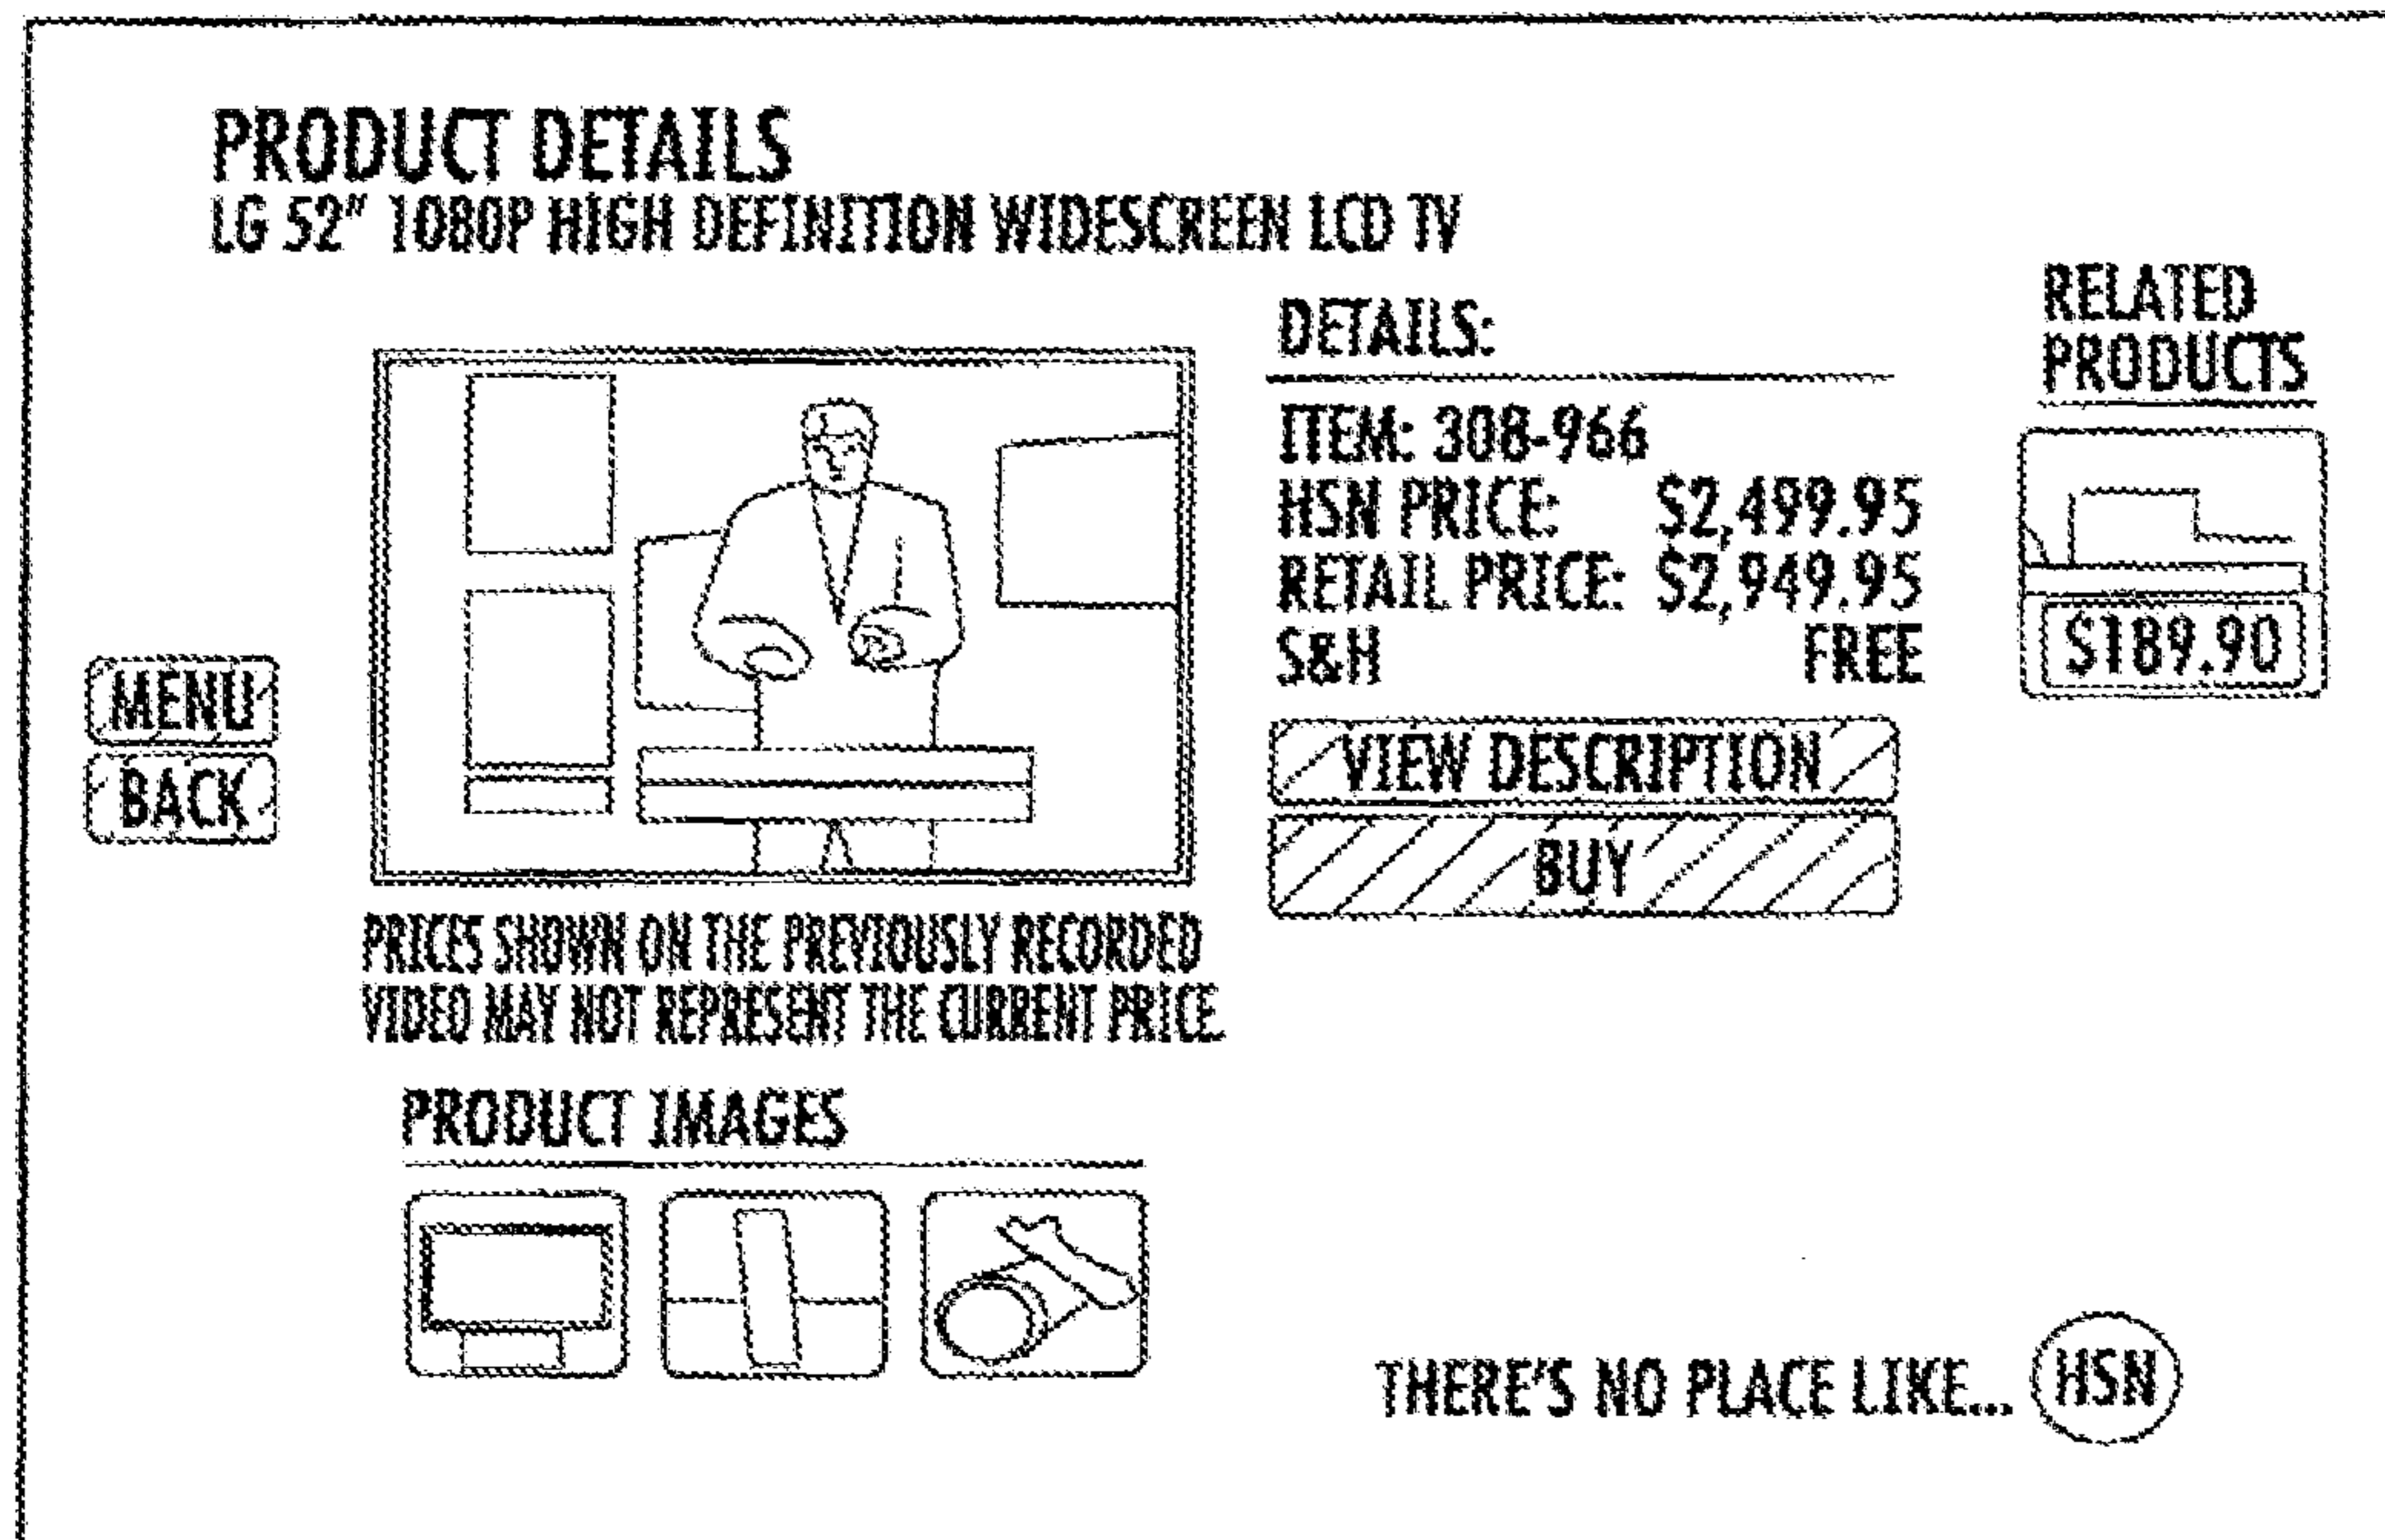 PRODUCT DETAILS
LG 52" 1080P HIGH DEFINITION WIDESCREEN LCD TV
DETAILS:
ITEM: 308-966
HSN PRICE: $2,499.95
RETAIL PRICE: $2,949.95
S&H FREE
VIEW DESCRIPTION
BUY
RELATED
PRODUCTS
$189.90
MENU
BACK
PRICES SHOWN ON THE PREVIOUSLY RECORDED
VIDEO MAY NOT REPRESENT THE CURRENT PRICE.
PRODUCT IMAGES
THERE'S NO PLACE LIKE... HSN